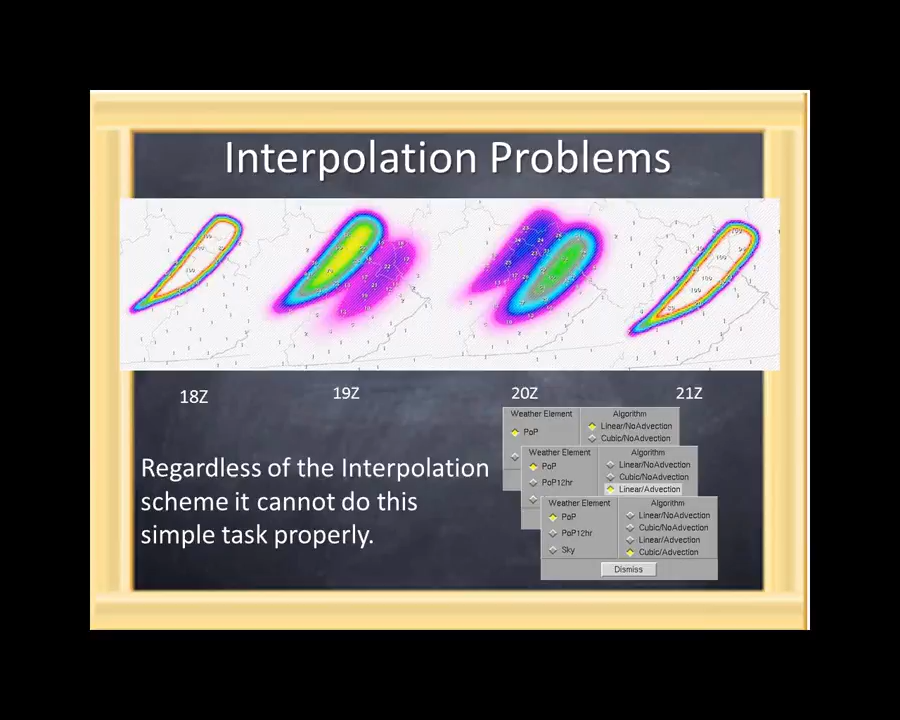 Interpolation Problems
18Z
19Z
20Z
21Z
Regardless of the Interpolation
scheme it cannot do this
simple task properly.
Weather Element
Algorithm
PoP
Linear/NoAdvection
Cubic/NoAdvection
Weather Element
Algorithm
PoP
PoP12hr
Linear/NoAdvection
Cubic/NoAdvection
Linear/Advection
Weather Element
Algorithm
PoP
PoP12hr
Sky
Linear/NoAdvection
Cubic/NoAdvection
Linear/Advection
Cubic/Advection
Dismiss